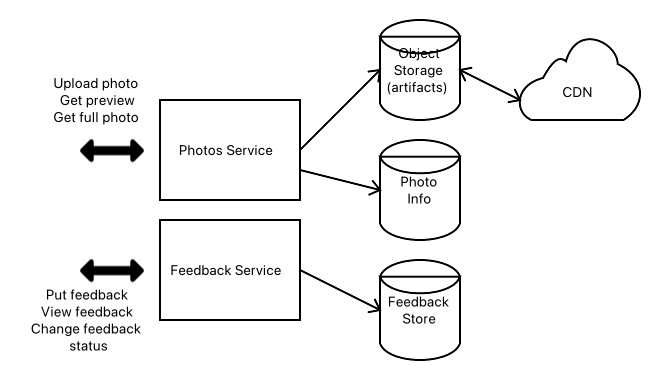 Upload photo
Get preview
Get full photo
Photos Service
Object
Storage
(artifacts)
CDN
Photo
Info
Feedback Service
Put feedback
View feedback
Change feedback
status
Feedback
Store